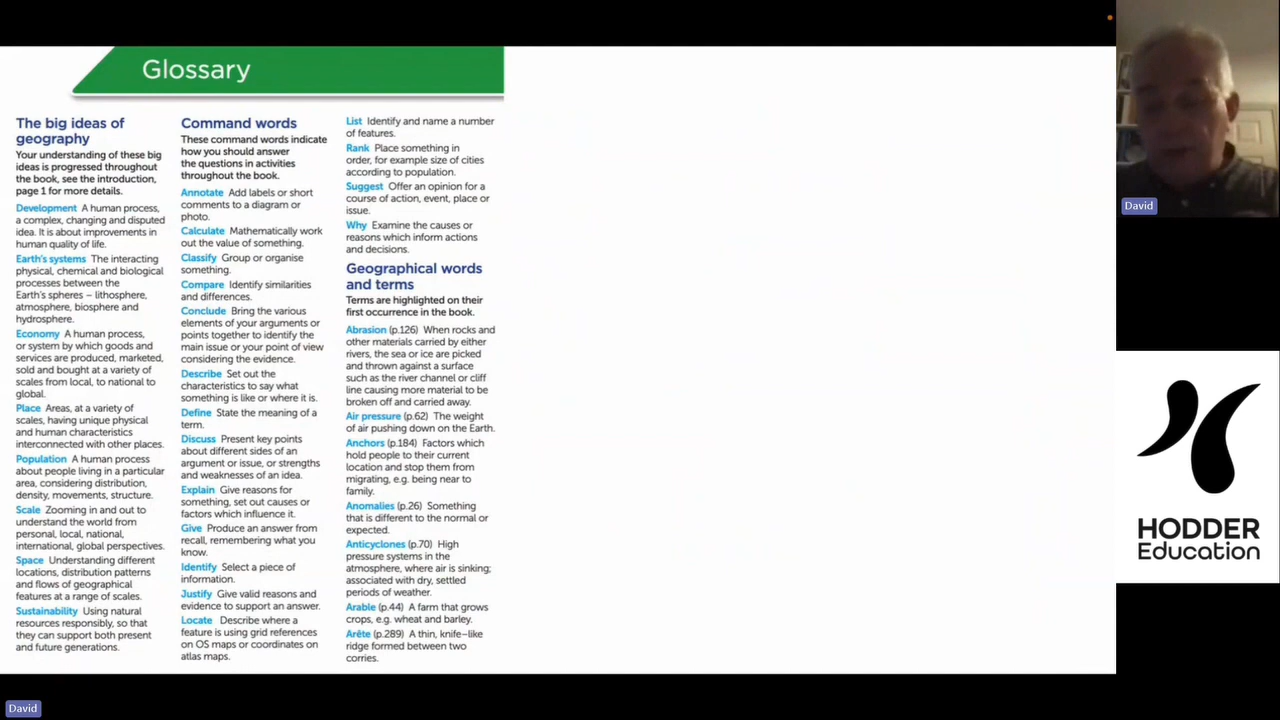 Glossary
The big ideas of
geography
Your understanding of these big
ideas is progressed throughout
the book, see the introduction,
page 1 for more details.
Development A human process,
a complex, changing and disputed
idea. It is about improvements in
human quality of life.
Earth's systems The interacting
physical, chemical and biological
processes between the
Earth's spheres – lithosphere,
atmosphere, biosphere and
hydrosphere.
Economy A human process,
or system by which goods and
services are produced, marketed,
sold and bought at a variety of
scales from local, to national to
global.
Place Areas, at a variety of
scales, having unique physical
and human characteristics
interconnected with other places.
Population A human process
about people living in a particular
area, considering distribution,
density, movements, structure.
Scale Zooming in and out to
understand the world from
personal, local, national,
international, global perspectives.
Space Understanding different
locations, distribution patterns
and flows of geographical
features at a range of scales.
Sustainability Using natural
resources responsibly, so that
they can support both present
and future generations.
Command words
These command words indicate
how you should answer
the questions in activities
throughout the book.
Annotate Add labels or short
comments to a diagram or
photo.
Calculate Mathematically work
out the value of something.
Classify Group or organise
something.
Compare Identify similarities
and differences.
Conclude Bring the various
elements of your arguments or
points together to identify the
main issue or your point of view
considering the evidence.
Describe Set out the
characteristics to say what
something is like or where it is.
Define State the meaning of a
term.
Discuss Present key points
about different sides of an
argument or issue, or strengths
and weaknesses of an idea.
Explain Give reasons for
something, set out causes or
factors which influence it.
Give Produce an answer from
recall, remembering what you
know.
Identify Select a piece of
information.
Justify Give valid reasons and
evidence to support an answer.
Locate Describe where a
feature is using grid references
on OS maps or coordinates on
atlas maps.
List Identify and name a number
of features.
Rank Place something in
order, for example size of cities
according to population.
Suggest Offer an opinion for a
course of action, event, place or
issue.
Why Examine the causes or
reasons which inform actions
and decisions.
Geographical words
and terms
Terms are highlighted on their
first occurrence in the book.
Abrasion (p.126) When rocks and
other materials carried by either
rivers, the sea or ice are picked
and thrown against a surface
such as the river channel or cliff
line causing more material to be
broken off and carried away.
Air pressure (p.62) The weight
of air pushing down on the Earth.
Anchors (p.184) Factors which
hold people to their current
location and stop them from
migrating, e.g. being near to
family.
Anomalies (p.26) Something
that is different to the normal or
expected.
Anticyclones (p.70) High
pressure systems in the
atmosphere, where air is sinking;
associated with dry, settled
periods of weather.
Arable (p.44) A farm that grows
crops, e.g. wheat and barley.
Arête (p.289) A thin, knife–like
ridge formed between two
corries.
David
HODDER
Education
David